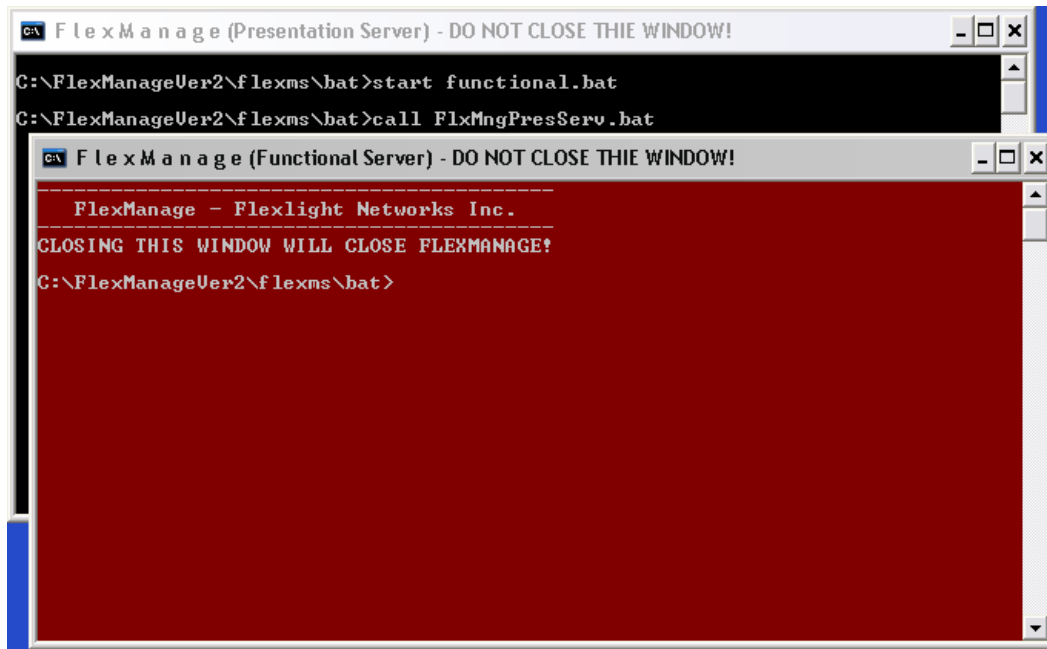 F l e x M a n a g e (Presentation Server) - DO NOT CLOSE THIE WINDOW!
C:\FlexManageVer2\flexms\bat>start functional.bat
C:\FlexManageVer2\flexms\bat>call FlxMngPresServ.bat
F l e x M a n a g e (Functional Server) - DO NOT CLOSE THIE WINDOW!
FlexManage - Flexlight Networks Inc.
CLOSING THIS WINDOW WILL CLOSE FLEXMANAGE!
C:\FlexManageVer2\flexms\bat>